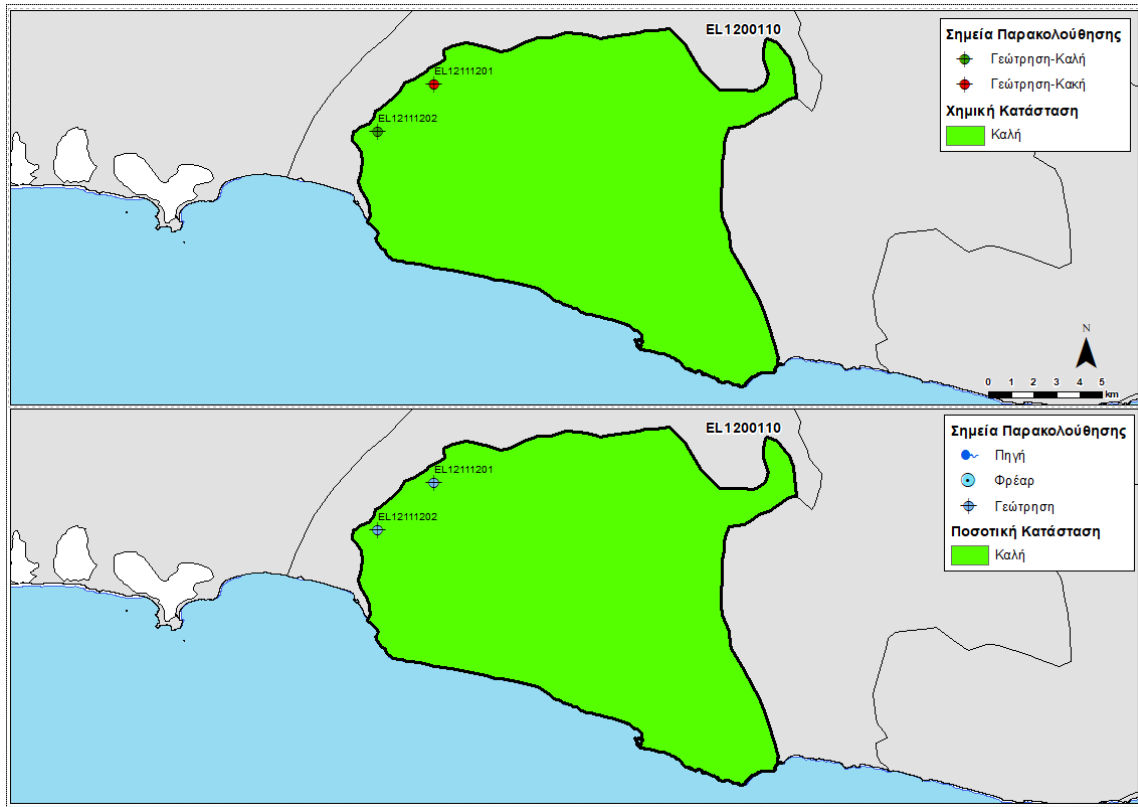 EL1200110
EL12111201
EL12111202
Σημεία Παρακολούθησης
Γεώτρηση-Καλή
Γεώτρηση-Κακή
Χημική Κατάσταση
Καλή
N
0 1 2 3 4 5
km
EL1200110
EL12111201
EL12111202
Σημεία Παρακολούθησης
Πηγή
Φρέαρ
Γεώτρηση
Ποσοτική Κατάσταση
Καλή